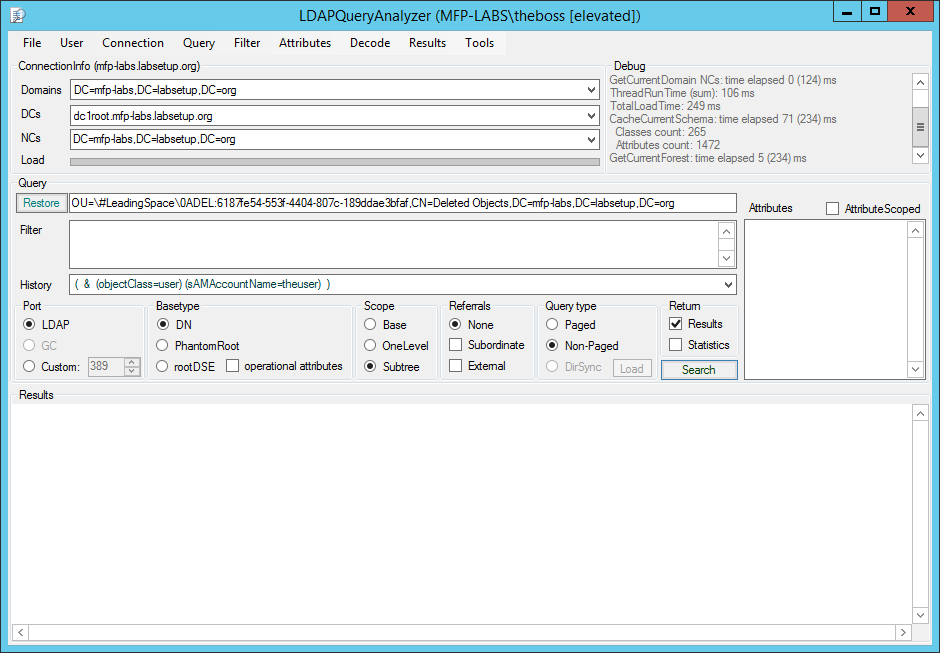 LDAPQueryAnalyzer (MFP-LABS\theboss [elevated])
File User Connection Query Filter Attributes Decode Results Tools
ConnectionInfo (mfp-labs.labsetup.org)
Domains DC=mfp-labs,DC=labsetup,DC=org
DCs dc1root.mfp-labs.labsetup.org
NCs DC=mfp-labs,DC=labsetup,DC=org
Load
Debug
GetCurrentDomain NCs: time elapsed 0 (124) ms
ThreadRunTime (sum): 106 ms
TotalLoadTime: 249 ms
CacheCurrentSchema: time elapsed 71 (234) ms
Classes count: 265
Attributes count: 1472
GetCurrentForest: time elapsed 5 (234) ms
Query
Restore OU=\#LeadingSpace\0ADEL:6187fe54-553f-4404-807c-189ddae3bfaf,CN=Deleted Objects,DC=mfp-labs,DC=labsetup,DC=org
Attributes AttributeScoped
Filter
History ( & (objectClass=user) (sAMAccountName=theuser) )
Port
LDAP
GC
Custom: 389
Basetype
DN
PhantomRoot
rootDSE operational attributes
Scope
Base
OneLevel
Subtree
Referrals
None
Subordinate
External
Query type
Paged
Non-Paged
DirSync Load
Return
Results
Statistics
Search
Results